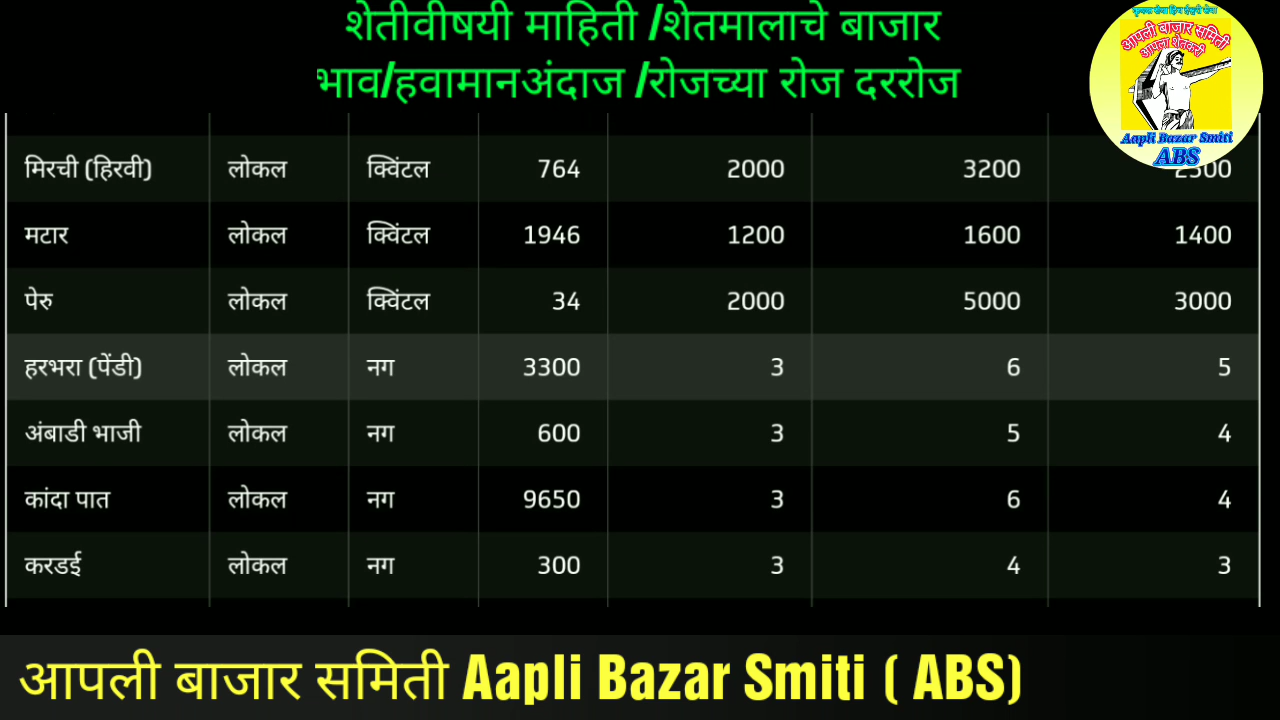 शेतीवीषयी माहिती /शेतमालाचे बाजार
भाव/हवामानअंदाज /रोजच्या रोज दररोज
आपली बाजार समिती
आपला शेतकरी
Aapli Bazar Smiti
ABS
मिरची (हिरवी) लोकल क्विंटल 764 2000 3200
मटार लोकल क्विंटल 1946 1200 1600 1400
पेरु लोकल क्विंटल 34 2000 5000 3000
हरभरा (पेंडी) लोकल नग 3300 3 6 5
अंबाडी भाजी लोकल नग 600 3 5 4
कांदा पात लोकल नग 9650 3 6 4
करडई लोकल नग 300 3 4 3
आपली बाजार समिती Aapli Bazar Smiti ( ABS)